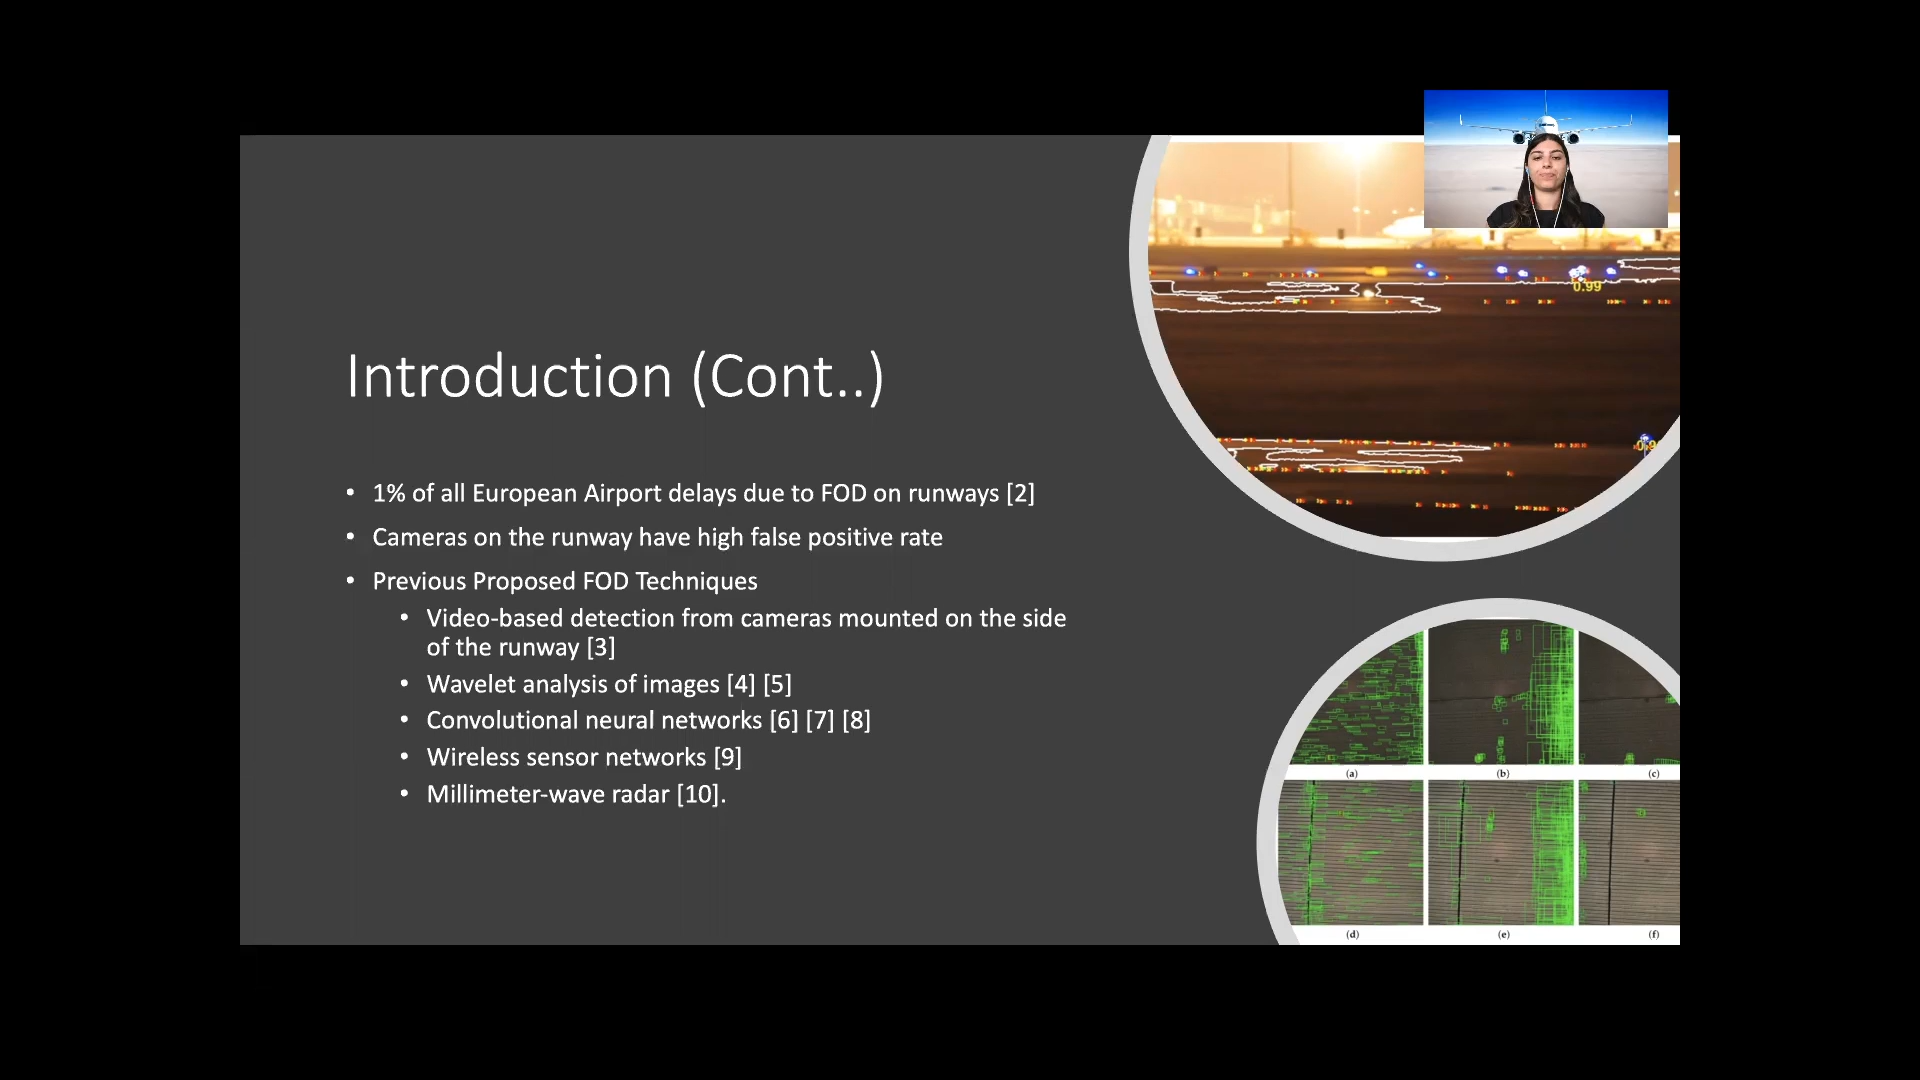 Introduction (Cont..)
• 1% of all European Airport delays due to FOD on runways [2]
• Cameras on the runway have high false positive rate
• Previous Proposed FOD Techniques
• Video-based detection from cameras mounted on the side
of the runway [3]
• Wavelet analysis of images [4] [5]
• Convolutional neural networks [6] [7] [8]
• Wireless sensor networks [9]
• Millimeter-wave radar [10].
0.99
(a) (b) (c)
(d) (e) (f)